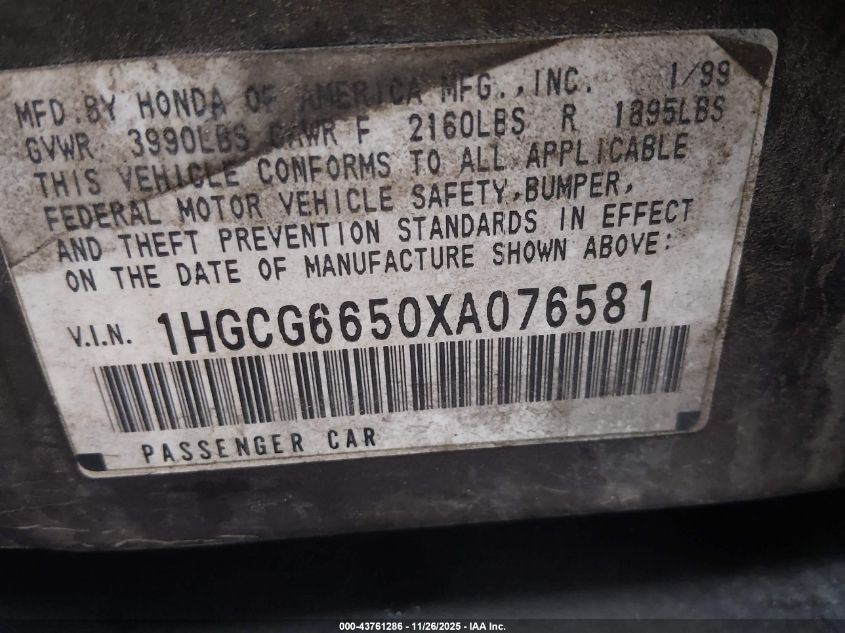 MFD. BY HONDA OF AMERICA MFG., INC. 1/99
GVWR 3990LBS GAWR F 2160LBS R 1895LBS
THIS VEHICLE CONFORMS TO ALL APPLICABLE
FEDERAL MOTOR VEHICLE SAFETY, BUMPER,
AND THEFT PREVENTION STANDARDS IN EFFECT
ON THE DATE OF MANUFACTURE SHOWN ABOVE:
V.I.N. 1HGCG6650XA076581
PASSENGER CAR
000-43761286 - 11/26/2025 - IAA Inc.